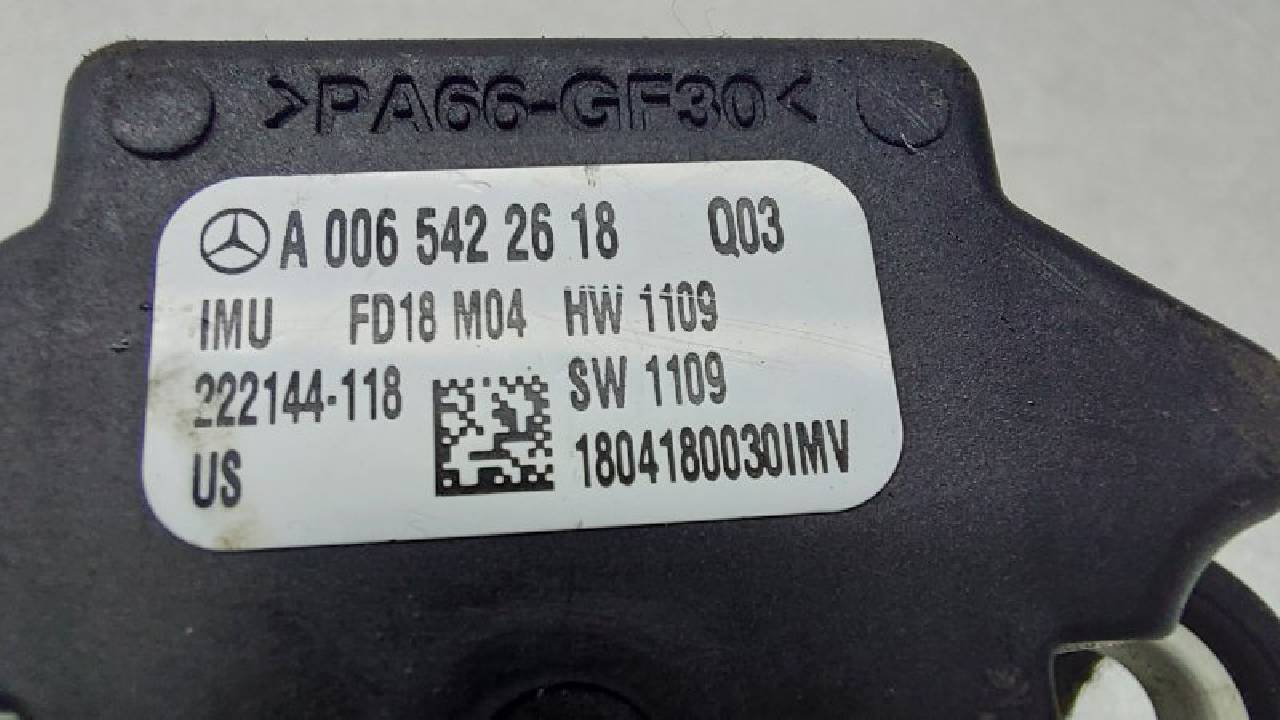 >PA66-GF30<
A 006 542 26 18 Q03
IMU FD18 M04 HW 1109
222144-118 SW 1109
US 1804180030IMV